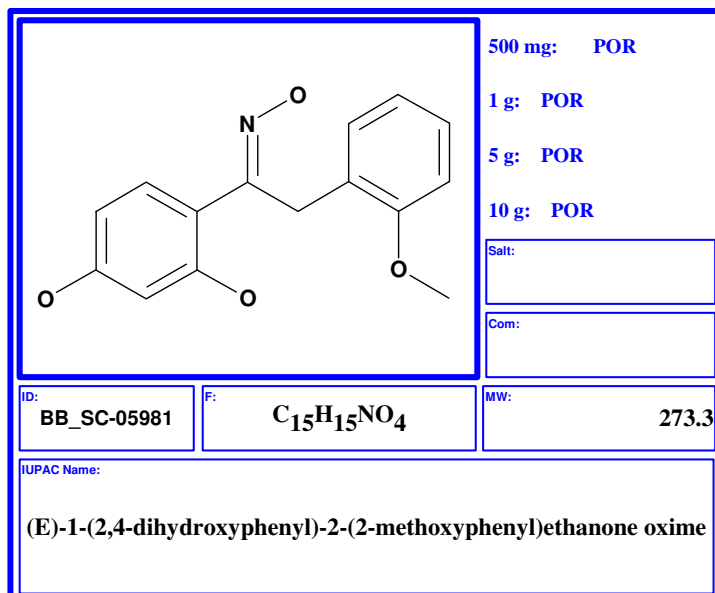 500 mg: POR
1 g: POR
5 g: POR
10 g: POR
O
N
O
O
O
Salt:
Com:
ID:
BB_SC-05981
F:
C15H15NO4
MW:
273.3
IUPAC Name:
(E)-1-(2,4-dihydroxyphenyl)-2-(2-methoxyphenyl)ethanone oxime